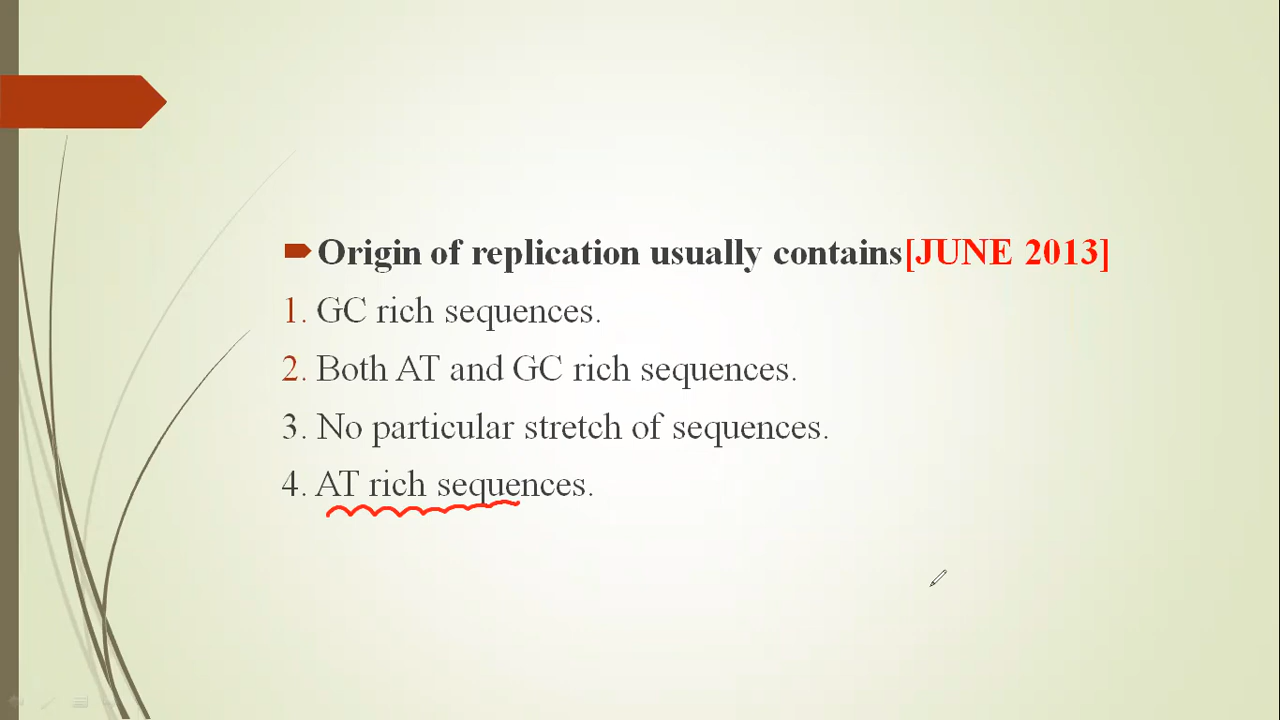 Origin of replication usually contains[JUNE 2013]
1. GC rich sequences.
2. Both AT and GC rich sequences.
3. No particular stretch of sequences.
4. AT rich sequences.